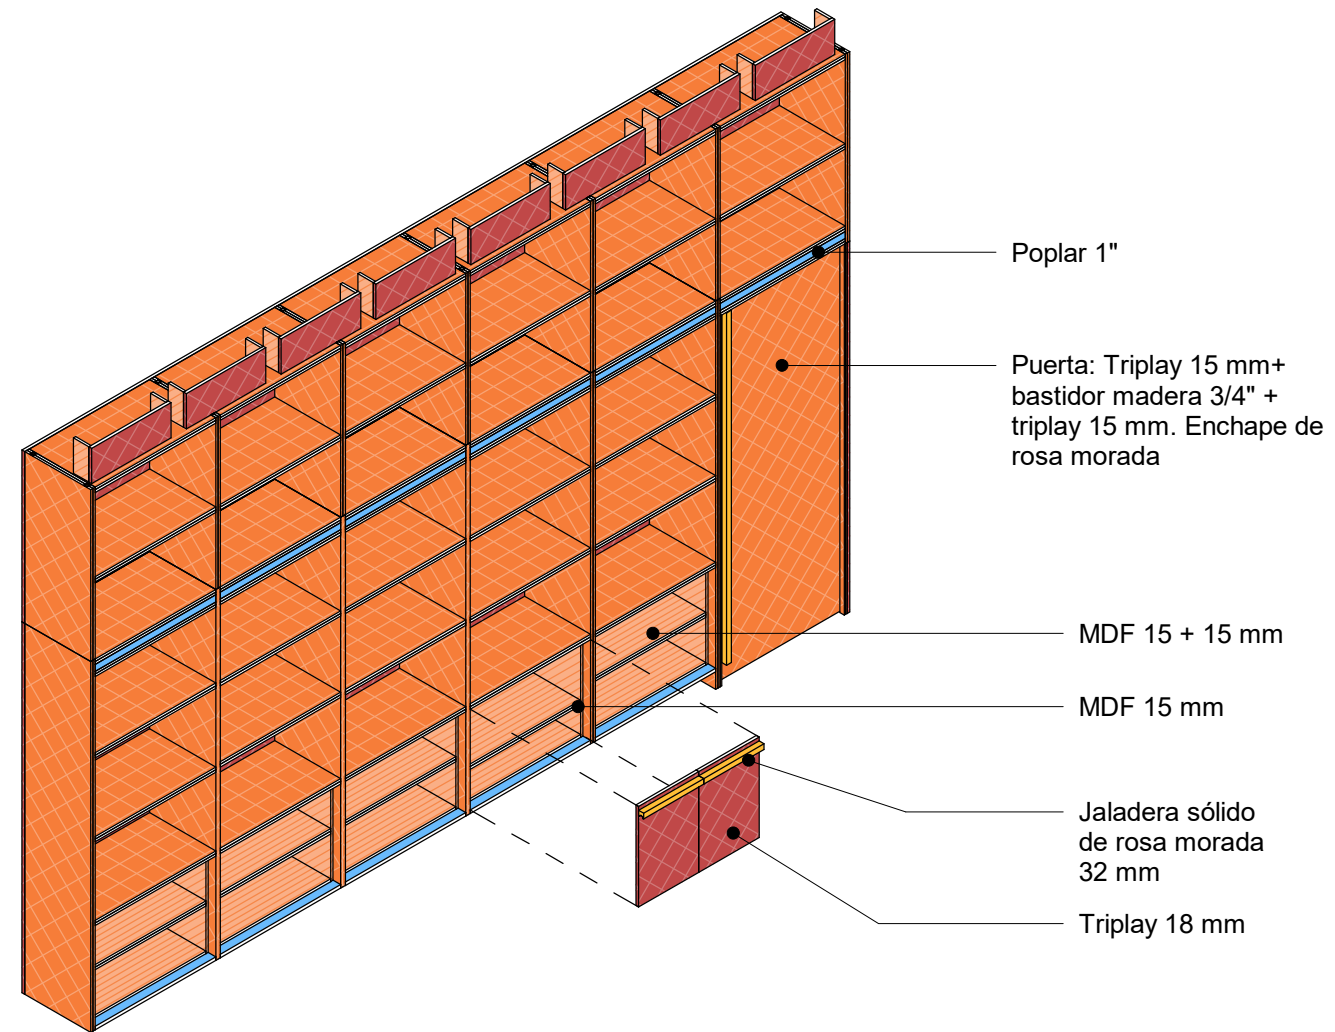 Poplar 1"
Puerta: Triplay 15 mm+
bastidor madera 3/4" +
triplay 15 mm. Enchape de
rosa morada
MDF 15 + 15 mm
MDF 15 mm
Jaladera sólido
de rosa morada
32 mm
Triplay 18 mm